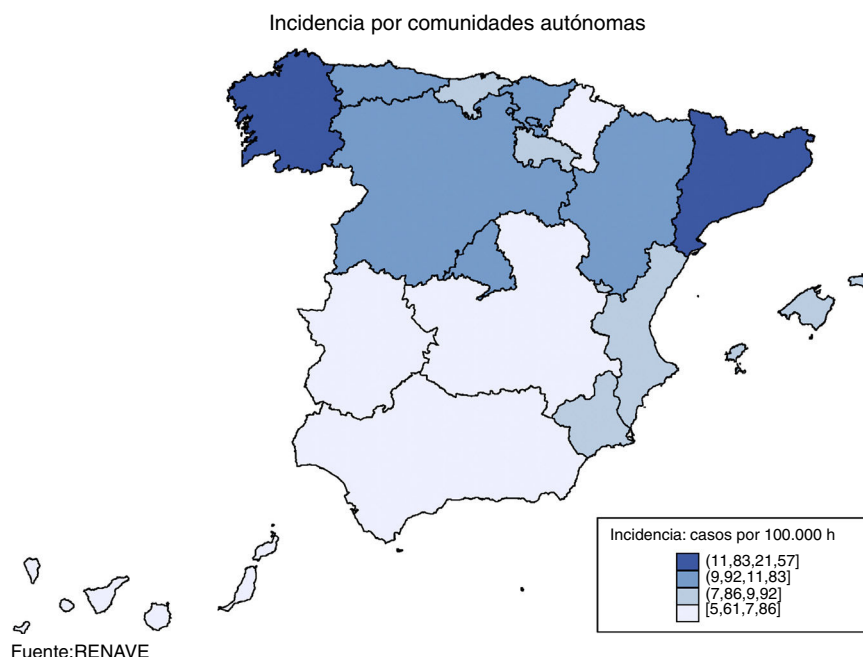 Incidencia por comunidades autónomas
Incidencia: casos por 100.000 h
(11,83,21,57]
(9,92,11,83]
(7,86,9,92]
[5,61,7,86]
Fuente:RENAVE